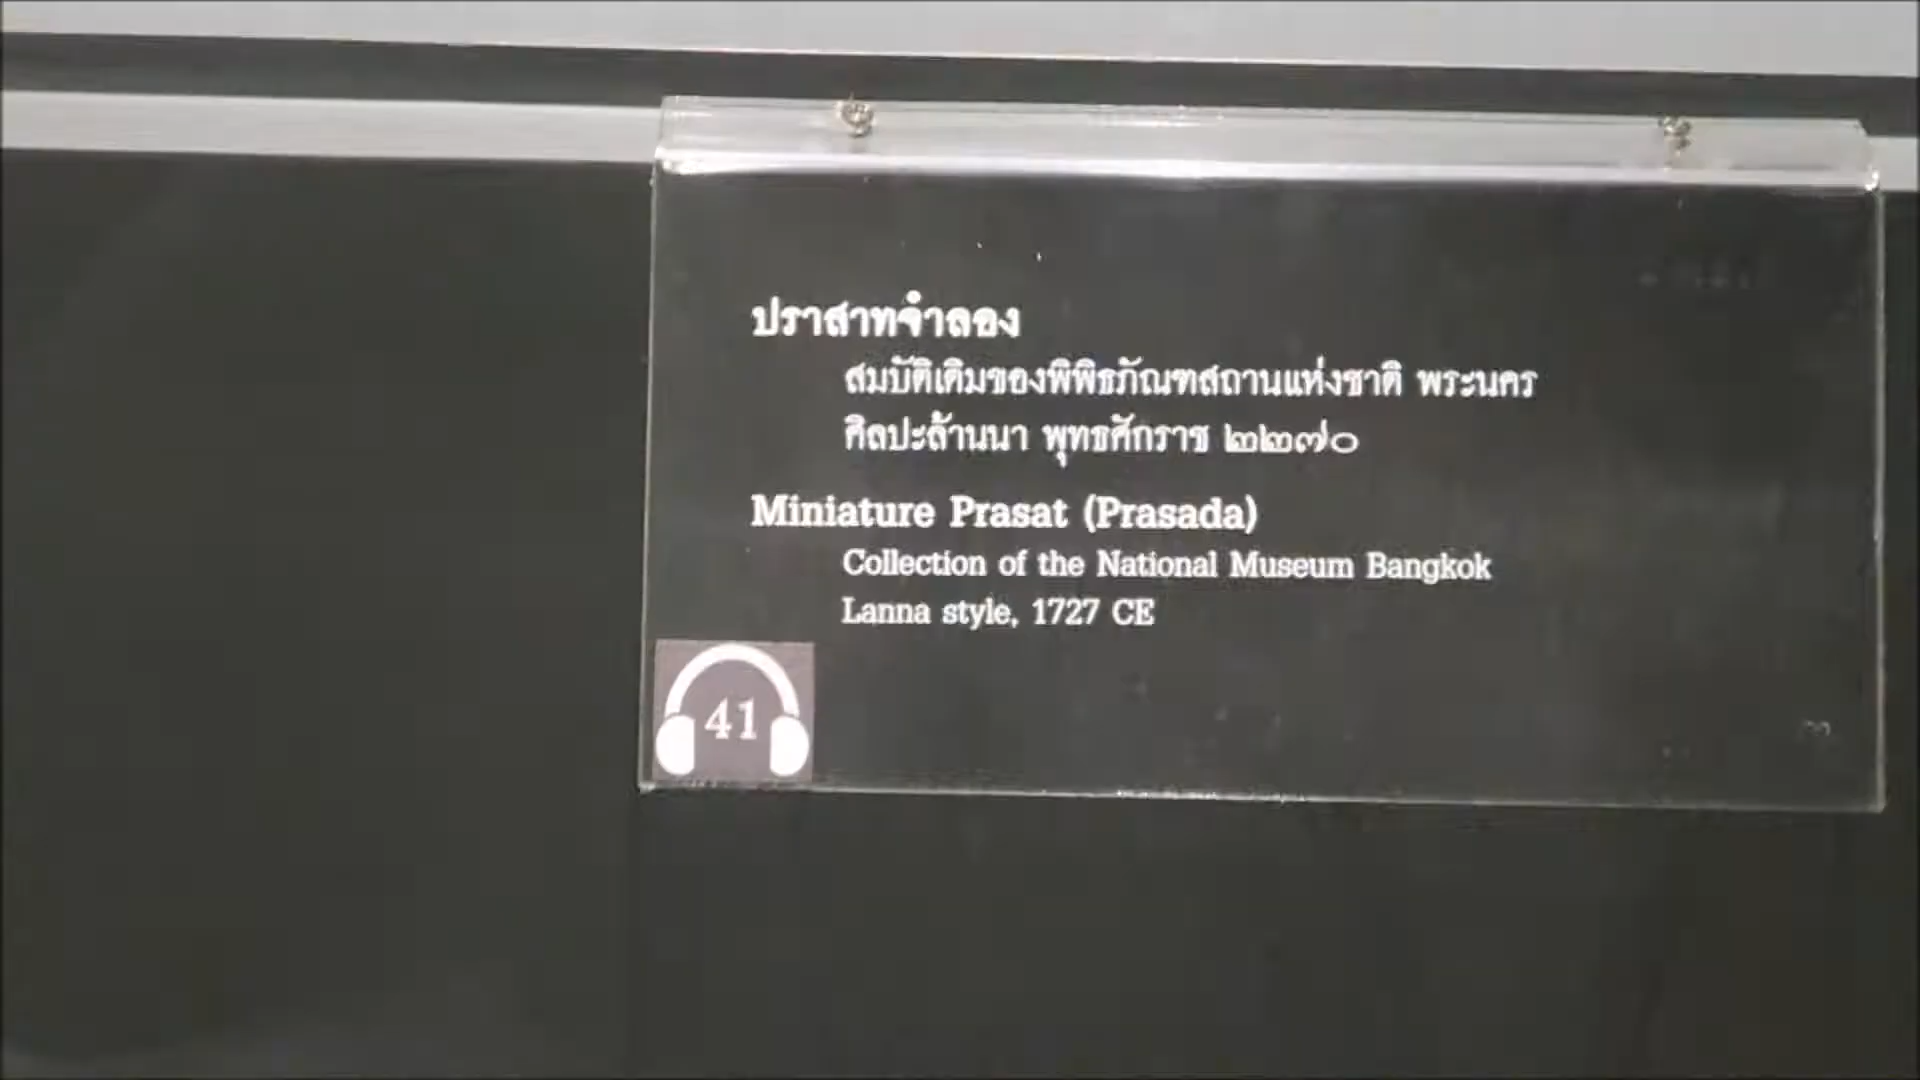 ปราสาทจำลอง
สมบัติเดิมของพิพิธภัณฑสถานแห่งชาติ พระนคร
ศิลปะล้านนา พุทธศักราช ๒๒๗๐
Miniature Prasat (Prasada)
Collection of the National Museum Bangkok
Lanna style, 1727 CE
41